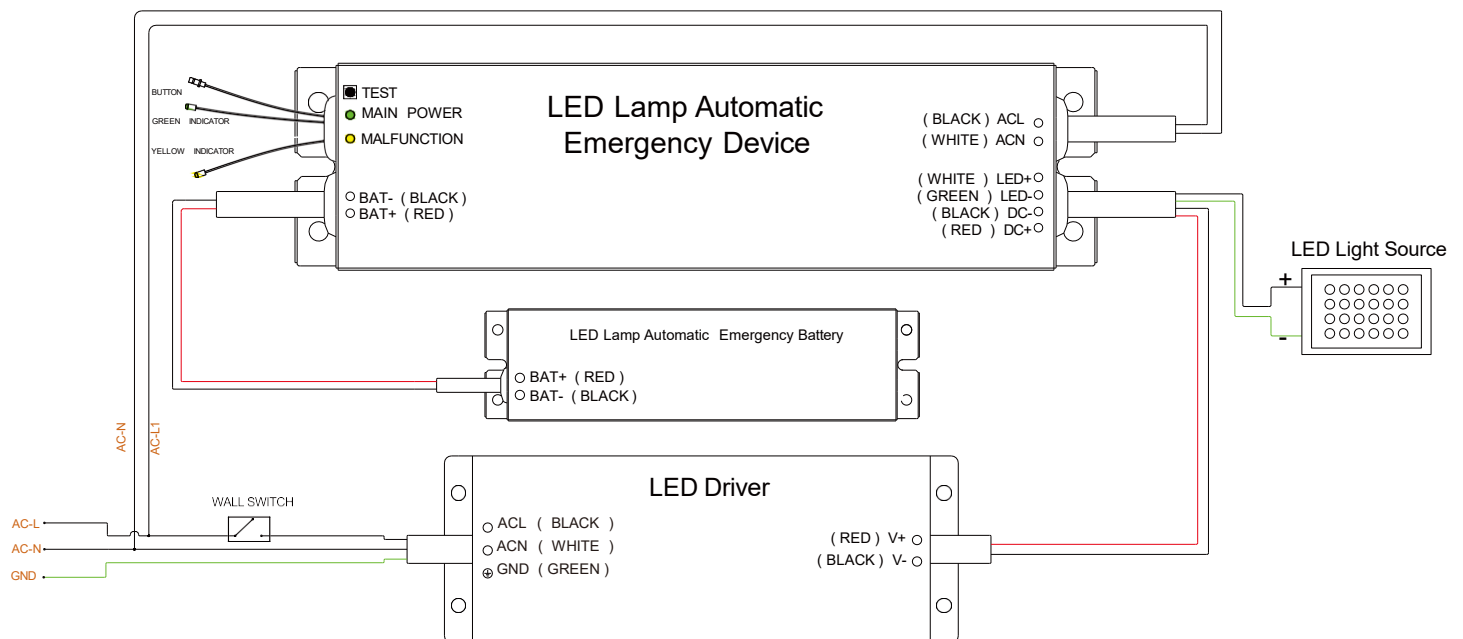 BUTTON
GREEN INDICATOR
YELLOW INDICATOR
TEST
MAIN POWER
MALFUNCTION
LED Lamp Automatic
Emergency Device
( BLACK ) ACL
( WHITE ) ACN
( WHITE ) LED+
( GREEN ) LED-
( BLACK ) DC-
( RED ) DC+
BAT- ( BLACK )
BAT+ ( RED )
LED Light Source
+
-
LED Lamp Automatic Emergency Battery
BAT+ ( RED )
BAT- ( BLACK )
AC-N
AC-L1
WALL SWITCH
AC-L
AC-N
GND
LED Driver
ACL ( BLACK )
ACN ( WHITE )
GND ( GREEN )
( RED ) V+
( BLACK ) V-